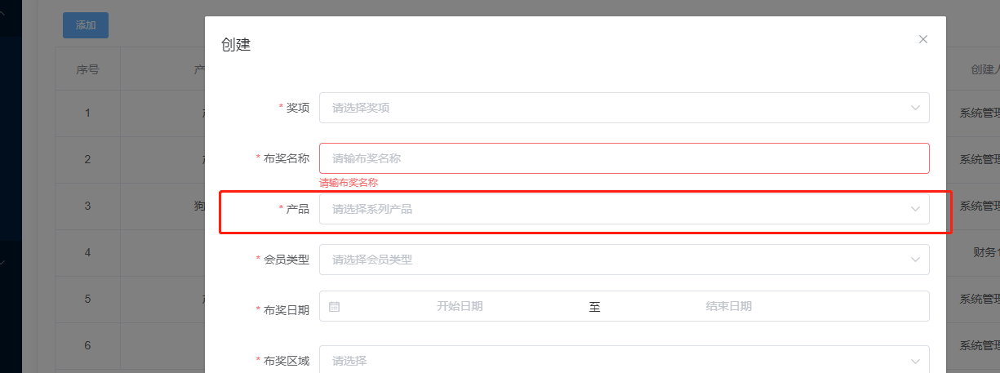 添加
创建
序号
产
创建人
* 奖项 请选择奖项
1
系统管理
* 布奖名称 请输布奖名称
2
系统管理
请输布奖名称
* 产品 请选择系列产品
3
狗
系统管理
* 会员类型 请选择会员类型
4
财务1
* 布奖日期 开始日期 至 结束日期
5
系统管理
* 布奖区域 请选择
6
系统管理